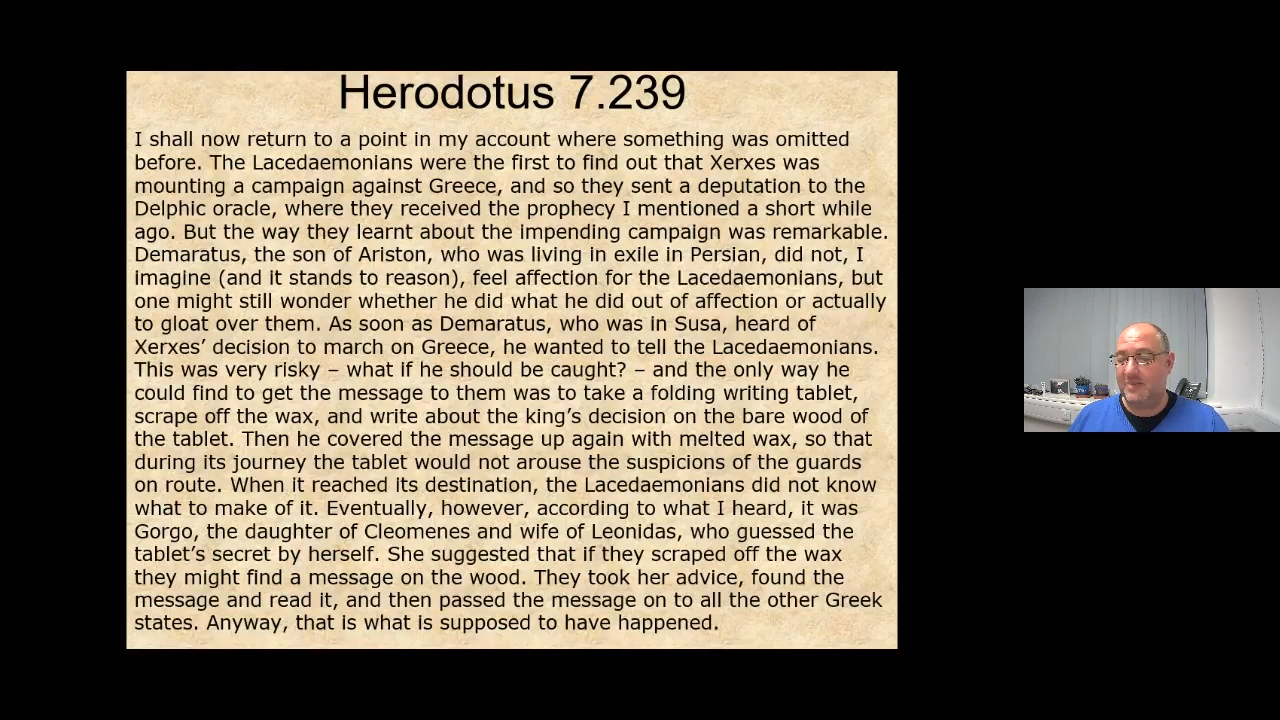 Herodotus 7.239
I shall now return to a point in my account where something was omitted
before. The Lacedaemonians were the first to find out that Xerxes was
mounting a campaign against Greece, and so they sent a deputation to the
Delphic oracle, where they received the prophecy I mentioned a short while
ago. But the way they learnt about the impending campaign was remarkable.
Demaratus, the son of Ariston, who was living in exile in Persian, did not, I
imagine (and it stands to reason), feel affection for the Lacedaemonians, but
one might still wonder whether he did what he did out of affection or actually
to gloat over them. As soon as Demaratus, who was in Susa, heard of
Xerxes’ decision to march on Greece, he wanted to tell the Lacedaemonians.
This was very risky – what if he should be caught? – and the only way he
could find to get the message to them was to take a folding writing tablet,
scrape off the wax, and write about the king’s decision on the bare wood of
the tablet. Then he covered the message up again with melted wax, so that
during its journey the tablet would not arouse the suspicions of the guards
on route. When it reached its destination, the Lacedaemonians did not know
what to make of it. Eventually, however, according to what I heard, it was
Gorgo, the daughter of Cleomenes and wife of Leonidas, who guessed the
tablet’s secret by herself. She suggested that if they scraped off the wax
they might find a message on the wood. They took her advice, found the
message and read it, and then passed the message on to all the other Greek
states. Anyway, that is what is supposed to have happened.